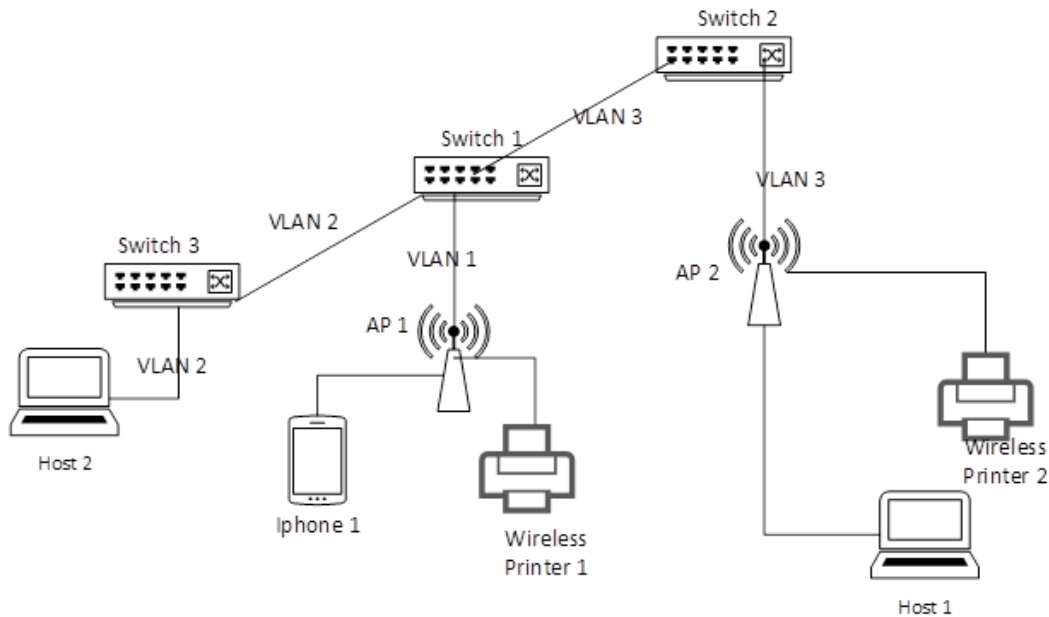 Switch 2
VLAN 3
Switch 1
VLAN 3
VLAN 2
Switch 3
VLAN 1
AP 2
AP 1
VLAN 2
Host 2
Iphone 1
Wireless
Printer 1
Wireless
Printer 2
Host 1